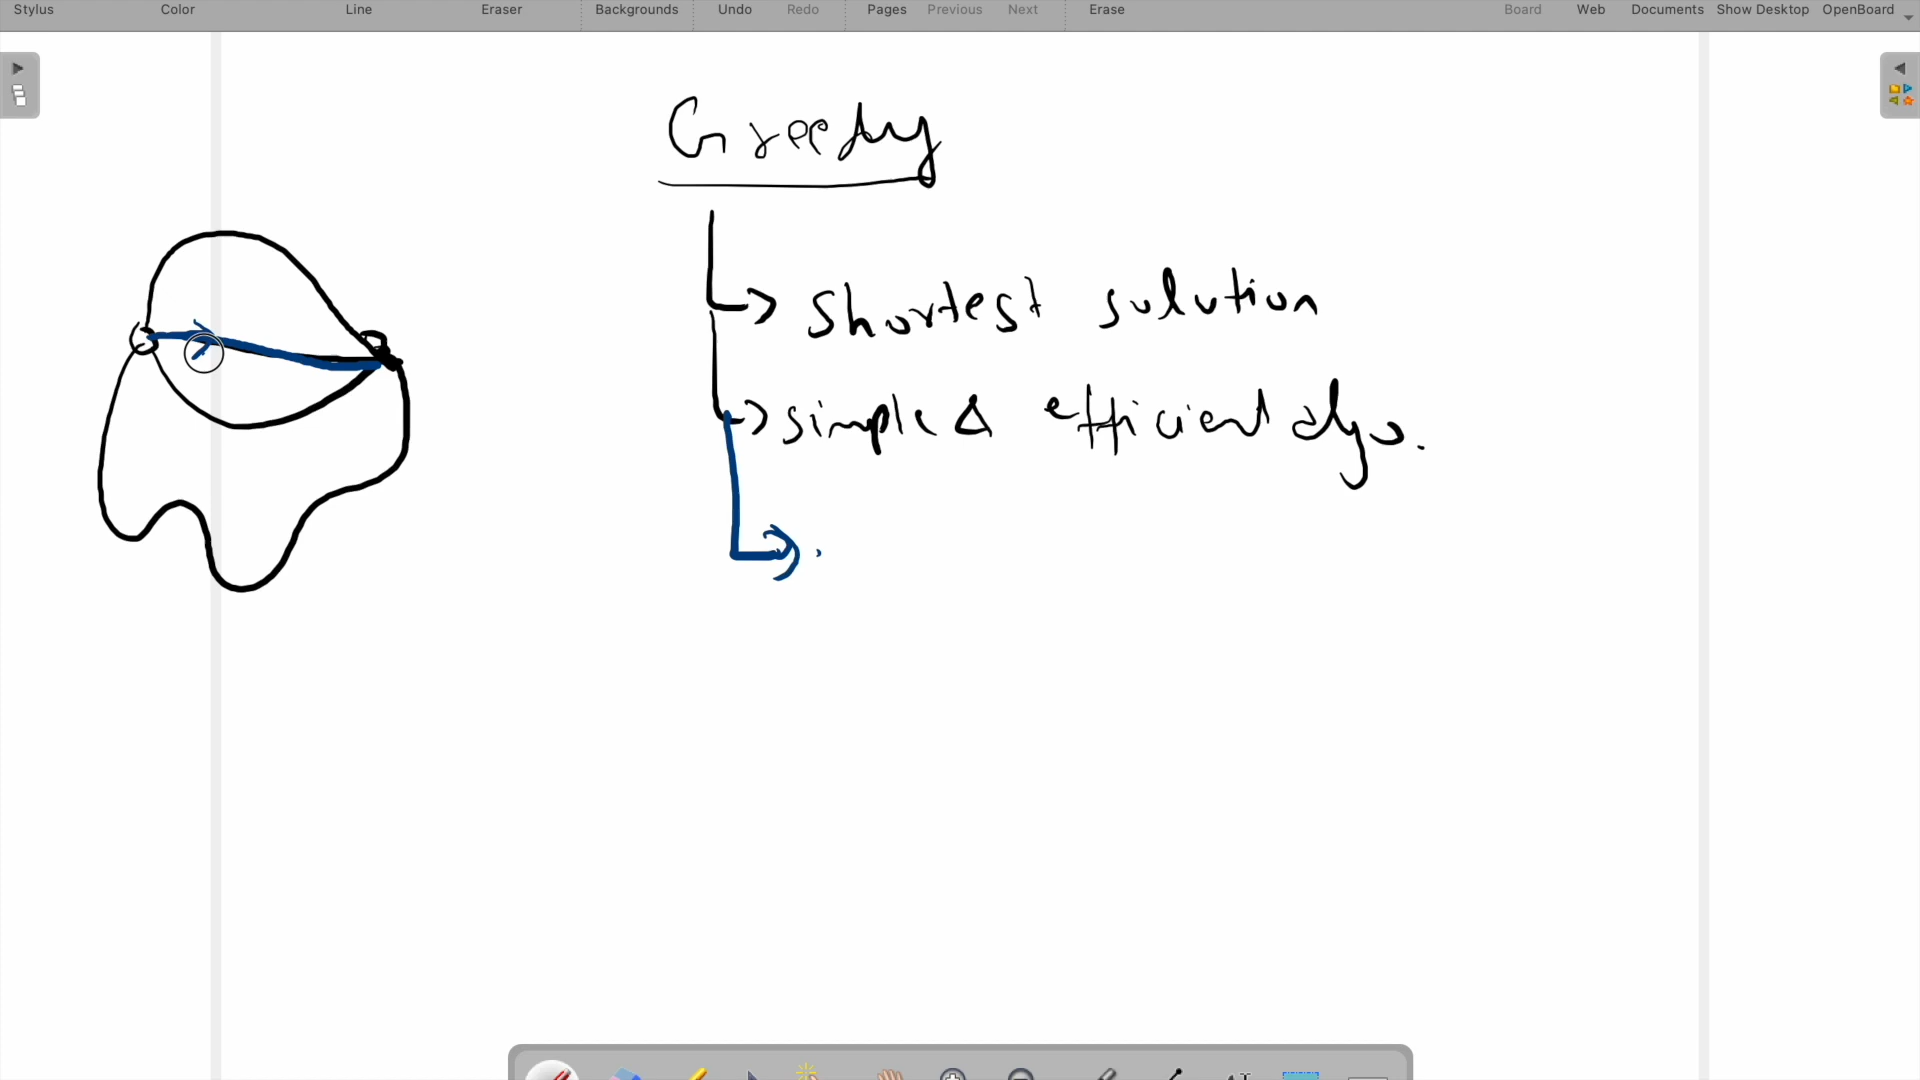 Stylus Color Line Eraser Backgrounds Undo Redo Pages Previous Next Erase Board Web Documents Show Desktop OpenBoard
Greedy
shortest solution
simple & efficient algo.